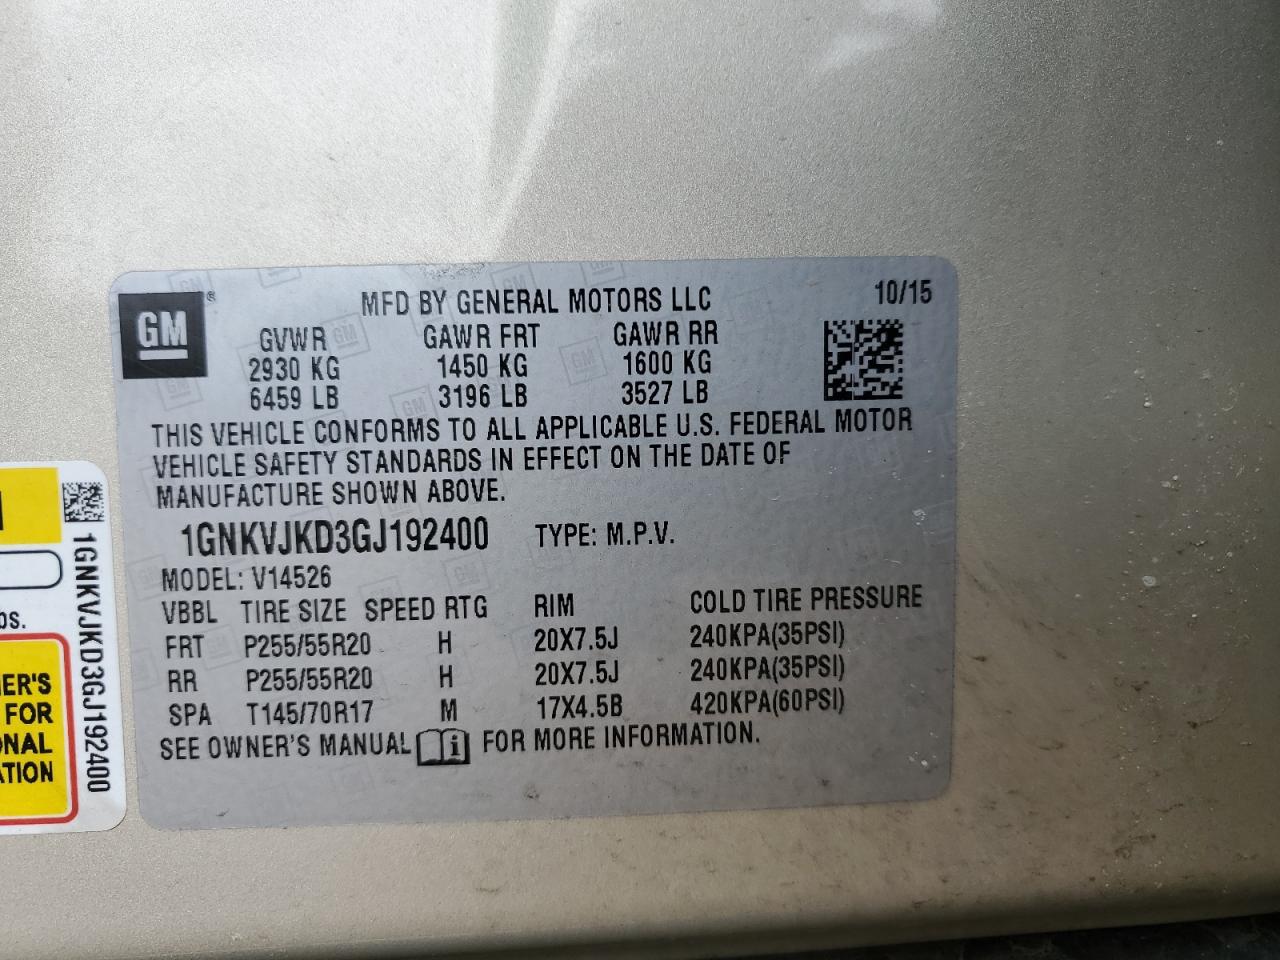 GM®
MFD BY GENERAL MOTORS LLC 10/15
GVWR GAWR FRT GAWR RR
2930 KG 1450 KG 1600 KG
6459 LB 3196 LB 3527 LB
THIS VEHICLE CONFORMS TO ALL APPLICABLE U.S. FEDERAL MOTOR
VEHICLE SAFETY STANDARDS IN EFFECT ON THE DATE OF
MANUFACTURE SHOWN ABOVE.
1GNKVJKD3GJ192400 TYPE: M.P.V.
MODEL: V14526
VBBL TIRE SIZE SPEED RTG RIM COLD TIRE PRESSURE
FRT P255/55R20 H 20X7.5J 240KPA(35PSI)
RR P255/55R20 H 20X7.5J 240KPA(35PSI)
SPA T145/70R17 M 17X4.5B 420KPA(60PSI)
SEE OWNER'S MANUAL i FOR MORE INFORMATION.
1GNKVJKD3GJ192400
FOR